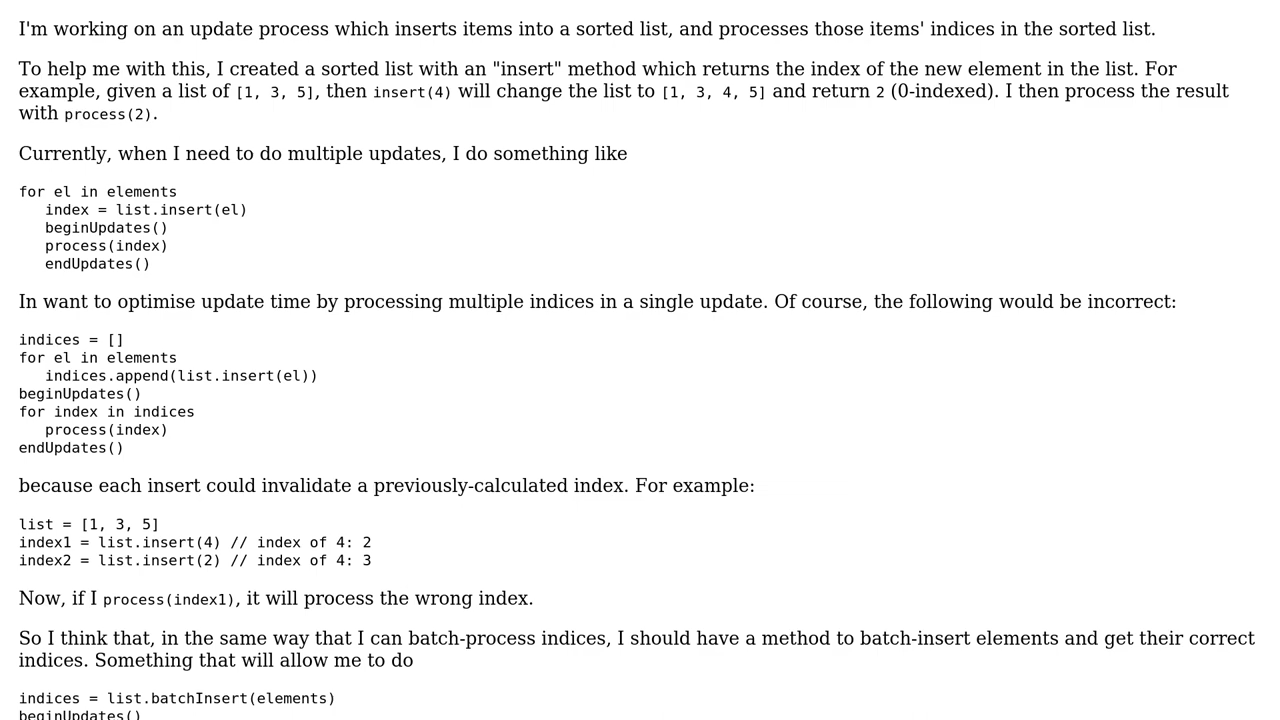 I'm working on an update process which inserts items into a sorted list, and processes those items' indices in the sorted list.
To help me with this, I created a sorted list with an "insert" method which returns the index of the new element in the list. For
example, given a list of [1, 3, 5], then insert(4) will change the list to [1, 3, 4, 5] and return 2 (0-indexed). I then process the result
with process(2).
Currently, when I need to do multiple updates, I do something like
for el in elements
   index = list.insert(el)
   beginUpdates()
   process(index)
   endUpdates()
In want to optimise update time by processing multiple indices in a single update. Of course, the following would be incorrect:
indices = []
for el in elements
   indices.append(list.insert(el))
beginUpdates()
for index in indices
   process(index)
endUpdates()
because each insert could invalidate a previously-calculated index. For example:
list = [1, 3, 5]
index1 = list.insert(4) // index of 4: 2
index2 = list.insert(2) // index of 4: 3
Now, if I process(index1), it will process the wrong index.
So I think that, in the same way that I can batch-process indices, I should have a method to batch-insert elements and get their correct
indices. Something that will allow me to do
indices = list.batchInsert(elements)
beginUpdates()